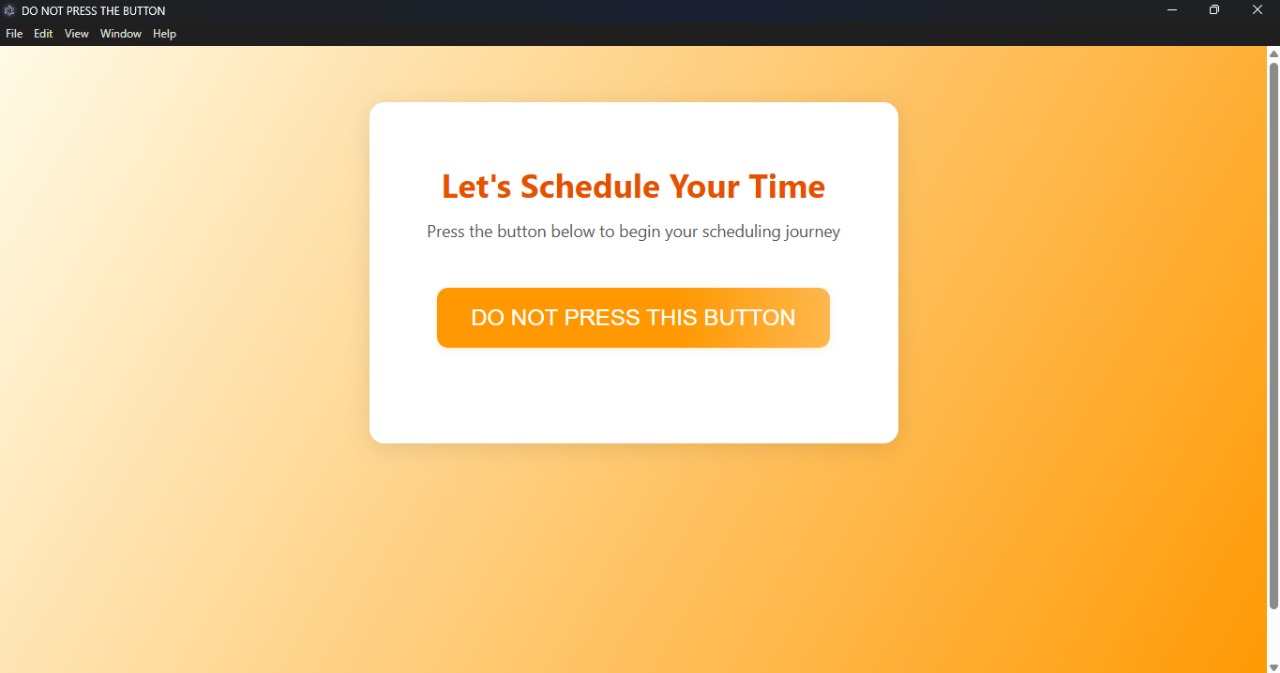 DO NOT PRESS THE BUTTON
File Edit View Window Help
Let's Schedule Your Time
Press the button below to begin your scheduling journey
DO NOT PRESS THIS BUTTON